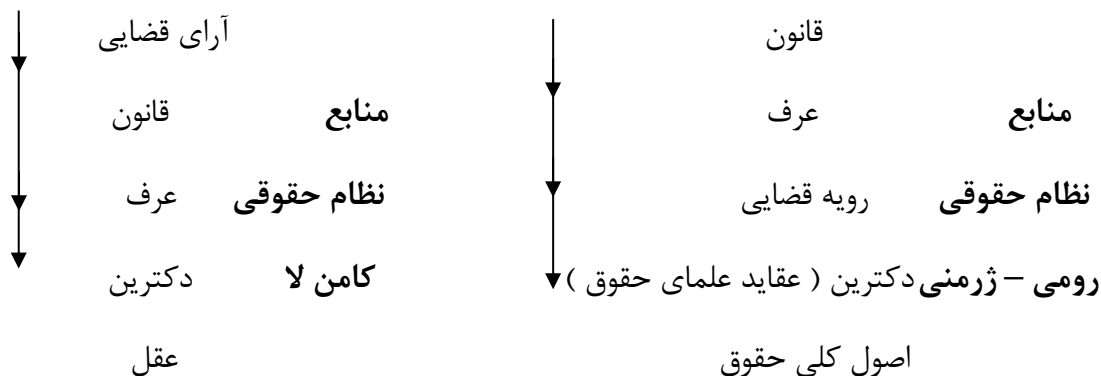 قانون
منابع عرف
نظام حقوقی رویه قضایی
رومی – ژرمنی دکترین ( عقاید علمای حقوق )
اصول کلی حقوق
آرای قضایی
منابع قانون
نظام حقوقی عرف
کامن لا دکترین
عقل